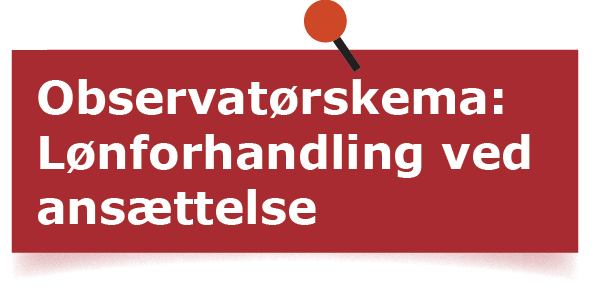 Observatørskema:
Lønforhandling ved
ansættelse